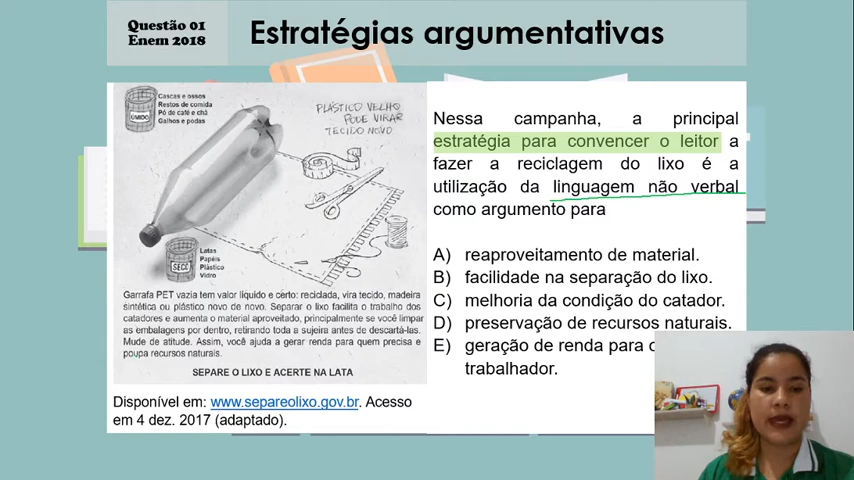 Questão 01
Enem 2018
Estratégias argumentativas
Cascas e ossos
Restos de comida
Pó de café e chá
Galhos e podas
ÚMIDO
PLÁSTICO VELHO
PODE VIRAR
TECIDO NOVO
Latas
Papéis
Plástico
Vidro
SECO
Garrafa PET vazia tem valor líquido e certo: reciclada, vira tecido, madeira
sintética ou plástico novo de novo. Separar o lixo facilita o trabalho dos
catadores e aumenta o material aproveitado, principalmente se você limpar
as embalagens por dentro, retirando toda a sujeira antes de descartá-las.
Mude de atitude. Assim, você ajuda a gerar renda para quem precisa e
poupa recursos naturais.
SEPARE O LIXO E ACERTE NA LATA
Disponível em: www.separeolixo.gov.br. Acesso
em 4 dez. 2017 (adaptado).
Nessa campanha, a principal
estratégia para convencer o leitor a
fazer a reciclagem do lixo é a
utilização da linguagem não verbal
como argumento para
A) reaproveitamento de material.
B) facilidade na separação do lixo.
C) melhoria da condição do catador.
D) preservação de recursos naturais.
E) geração de renda para o
trabalhador.